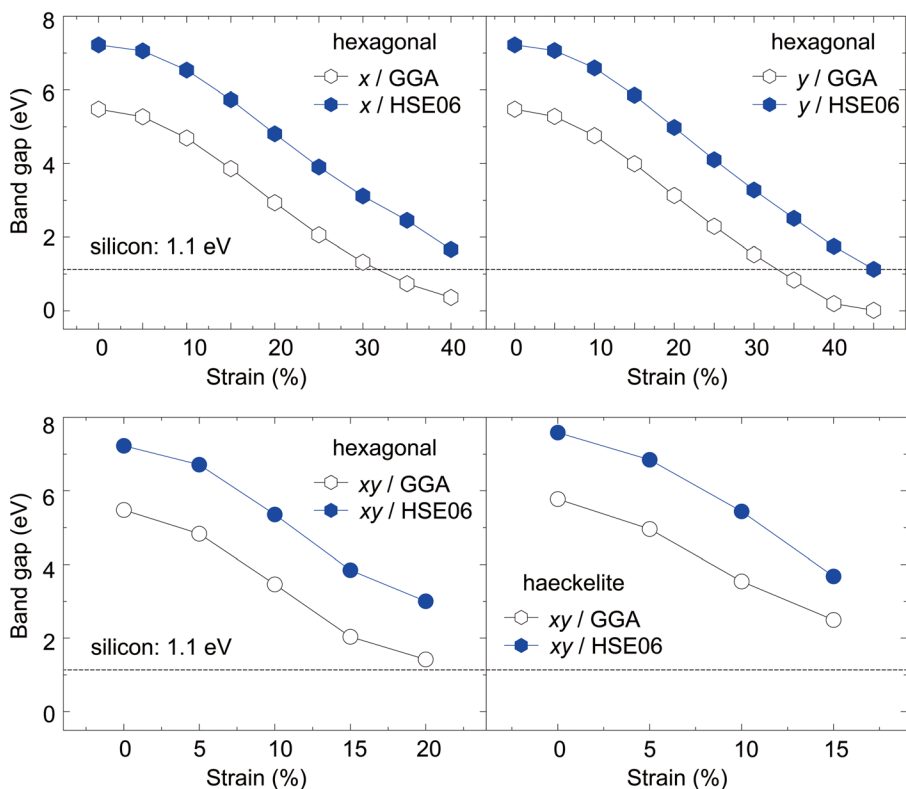 8
6
4
2
0
Band gap (eV)
hexagonal
x / GGA
x / HSE06
silicon: 1.1 eV
0 10 20 30 40
Strain (%)
hexagonal
y / GGA
y / HSE06
0 10 20 30 40
Strain (%)
8
6
4
2
0
Band gap (eV)
hexagonal
xy / GGA
xy / HSE06
silicon: 1.1 eV
0 5 10 15 20
Strain (%)
haeckelite
xy / GGA
xy / HSE06
0 5 10 15
Strain (%)